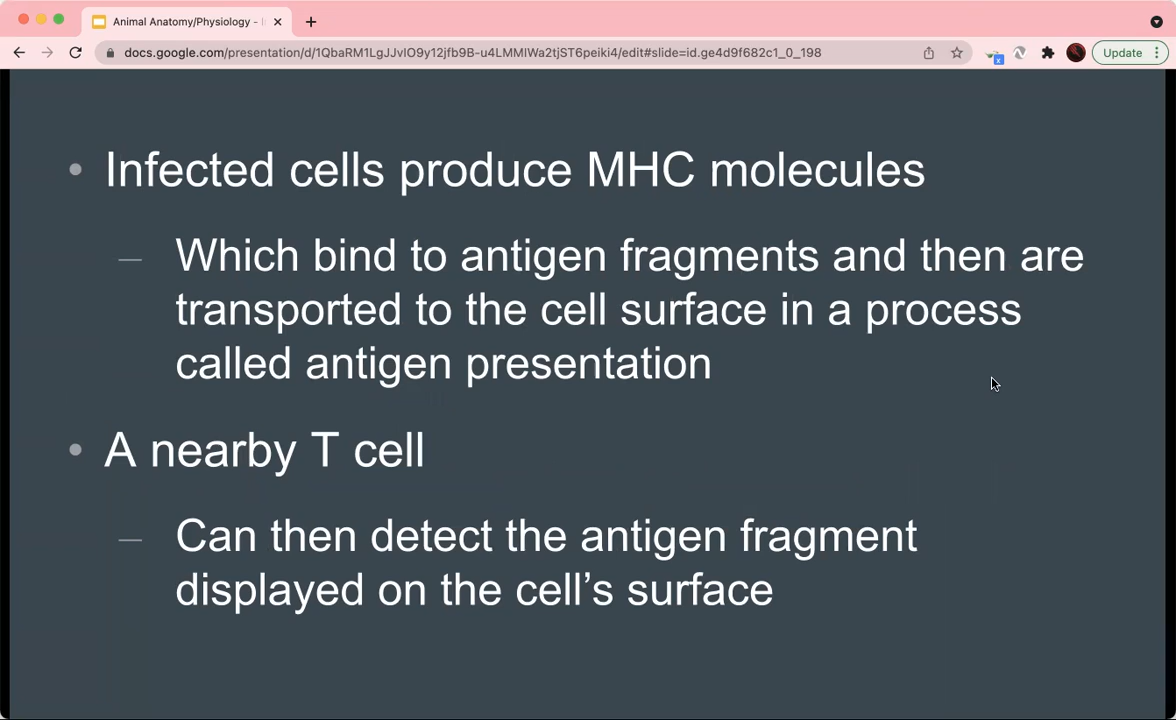 Animal Anatomy/Physiology -
docs.google.com/presentation/d/1QbaRM1LgJJvIO9y12jfb9B-u4LMMIWa2tjST6peiki4/edit#slide=id.ge4d9f682c1_0_198
Update
• Infected cells produce MHC molecules
— Which bind to antigen fragments and then are
transported to the cell surface in a process
called antigen presentation
• A nearby T cell
— Can then detect the antigen fragment
displayed on the cell’s surface